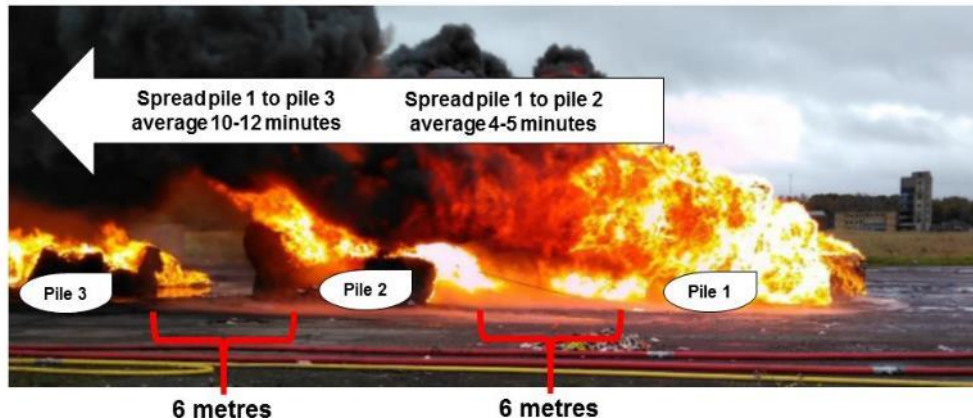 Spread pile 1 to pile 3
average 10-12 minutes
Spread pile 1 to pile 2
average 4-5 minutes
Pile 3
Pile 2
Pile 1
6 metres
6 metres